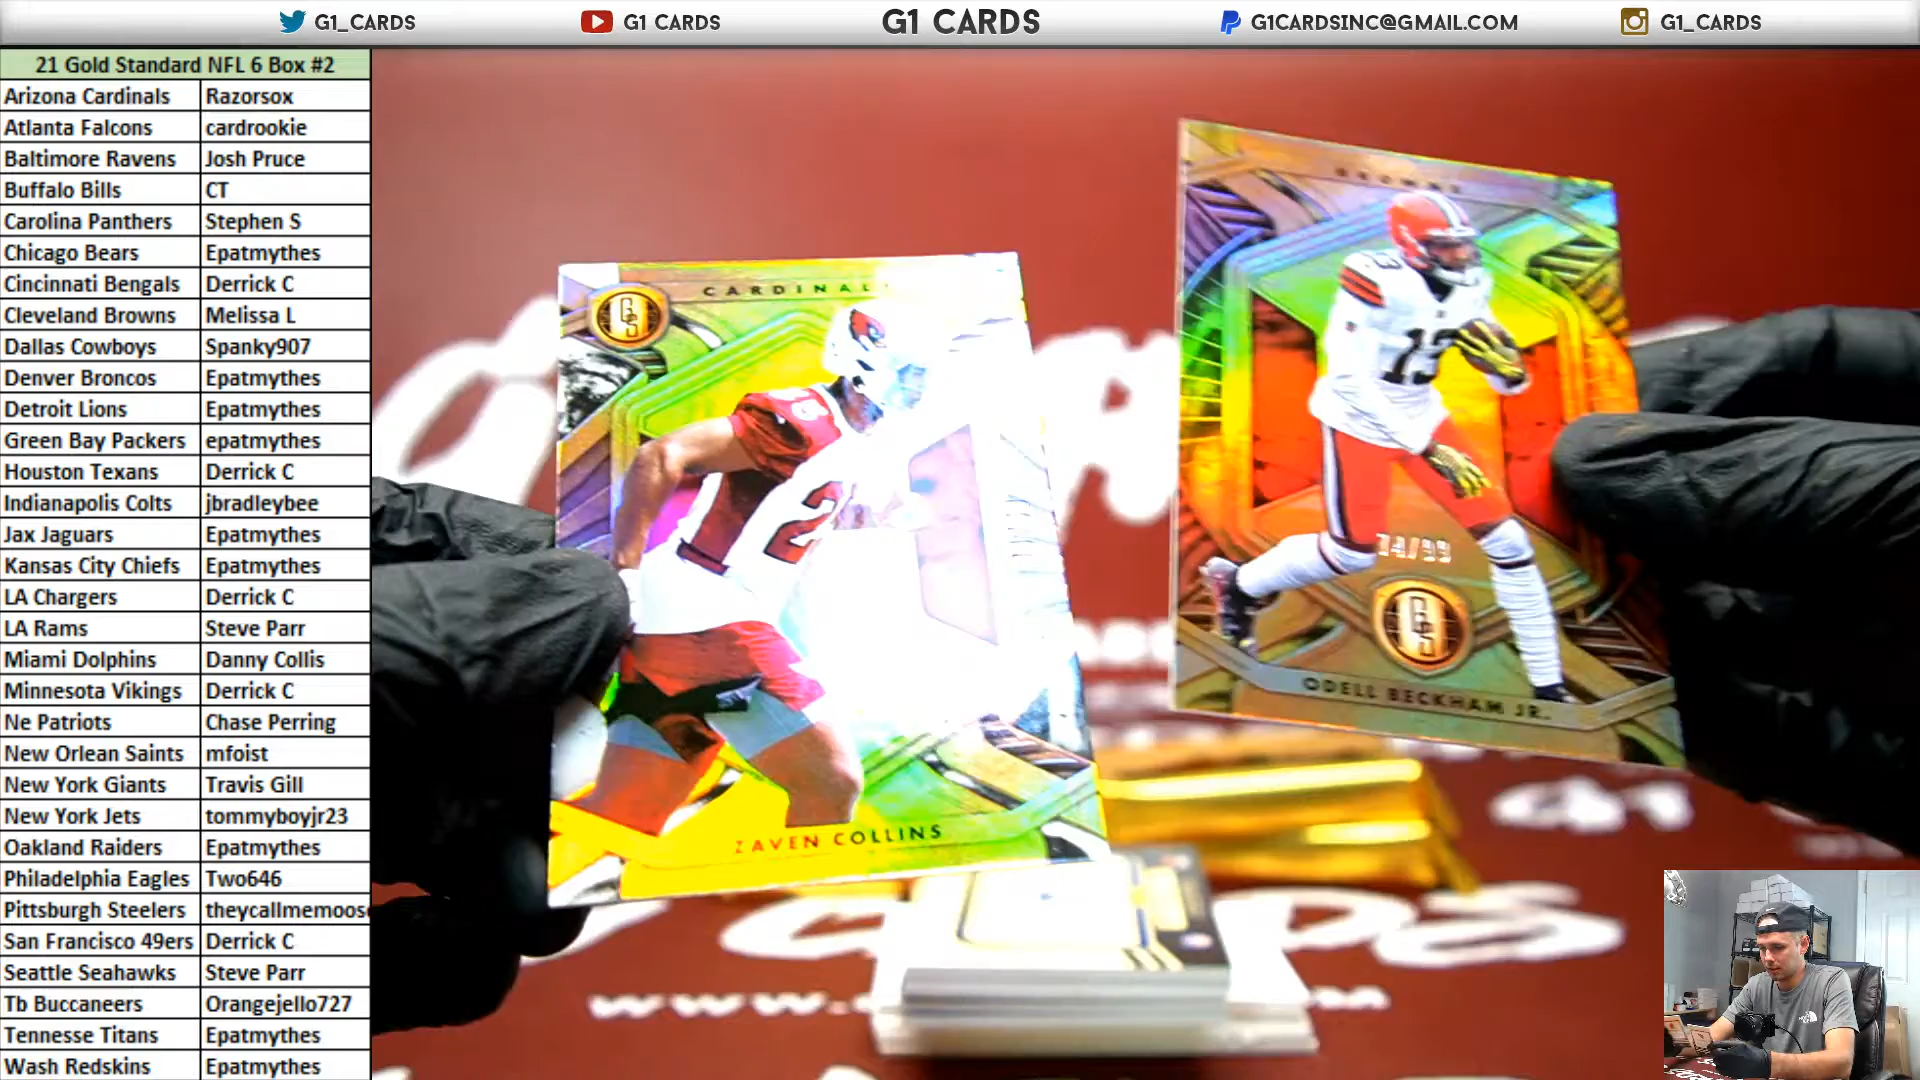 G1_CARDS
G1 CARDS
G1 CARDS
G1CARDSINC@GMAIL.COM
G1_CARDS
21 Gold Standard NFL 6 Box #2
Arizona Cardinals Razorsox
Atlanta Falcons cardrookie
Baltimore Ravens Josh Pruce
Buffalo Bills CT
Carolina Panthers Stephen S
Chicago Bears Epatmythes
Cincinnati Bengals Derrick C
Cleveland Browns Melissa L
Dallas Cowboys Spanky907
Denver Broncos Epatmythes
Detroit Lions Epatmythes
Green Bay Packers epatmythes
Houston Texans Derrick C
Indianapolis Colts jbradleybee
Jax Jaguars Epatmythes
Kansas City Chiefs Epatmythes
LA Chargers Derrick C
LA Rams Steve Parr
Miami Dolphins Danny Collis
Minnesota Vikings Derrick C
Ne Patriots Chase Perring
New Orlean Saints mfoist
New York Giants Travis Gill
New York Jets tommyboyjr23
Oakland Raiders Epatmythes
Philadelphia Eagles Two646
Pittsburgh Steelers theycallmemoose
San Francisco 49ers Derrick C
Seattle Seahawks Steve Parr
Tb Buccaneers Orangejello727
Tennesse Titans Epatmythes
Wash Redskins Epatmythes
CARDINAL
GS
ZAVEN COLLINS
BROWNS
13
GS
ODELL BECKHAM JR.
www.